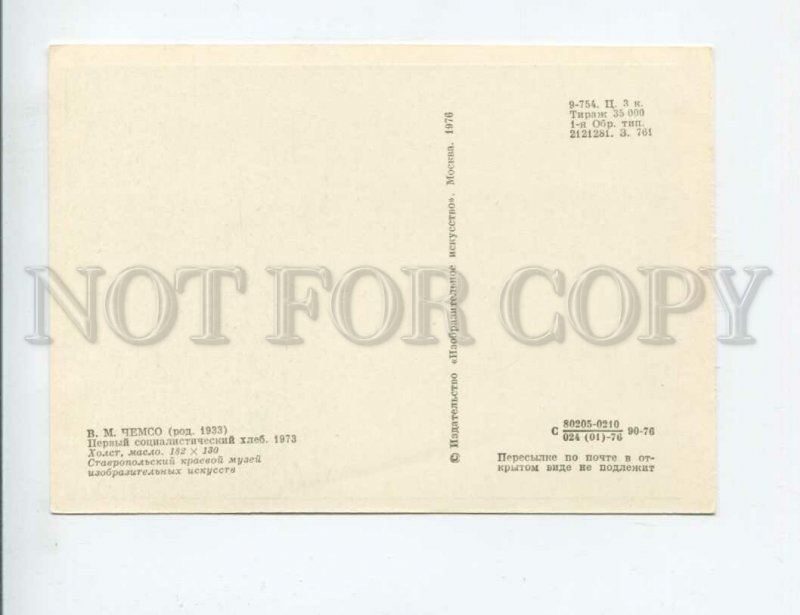 9-754. Ц. 3 к.
Тираж 35 000
1-я Обр. тип.
2121281. З. 761
© Издательство «Изобразительное искусство». Москва. 1976
NOT FOR COPY
В. М. ЧЕМСО (род. 1933)
Первый социалистический хлеб. 1973
Холст, масло. 182 × 130
Ставропольский краевой музей
изобразительных искусств
С 80205-0210 90-76
024 (01)-76
Пересылке по почте в от-
крытом виде не подлежит